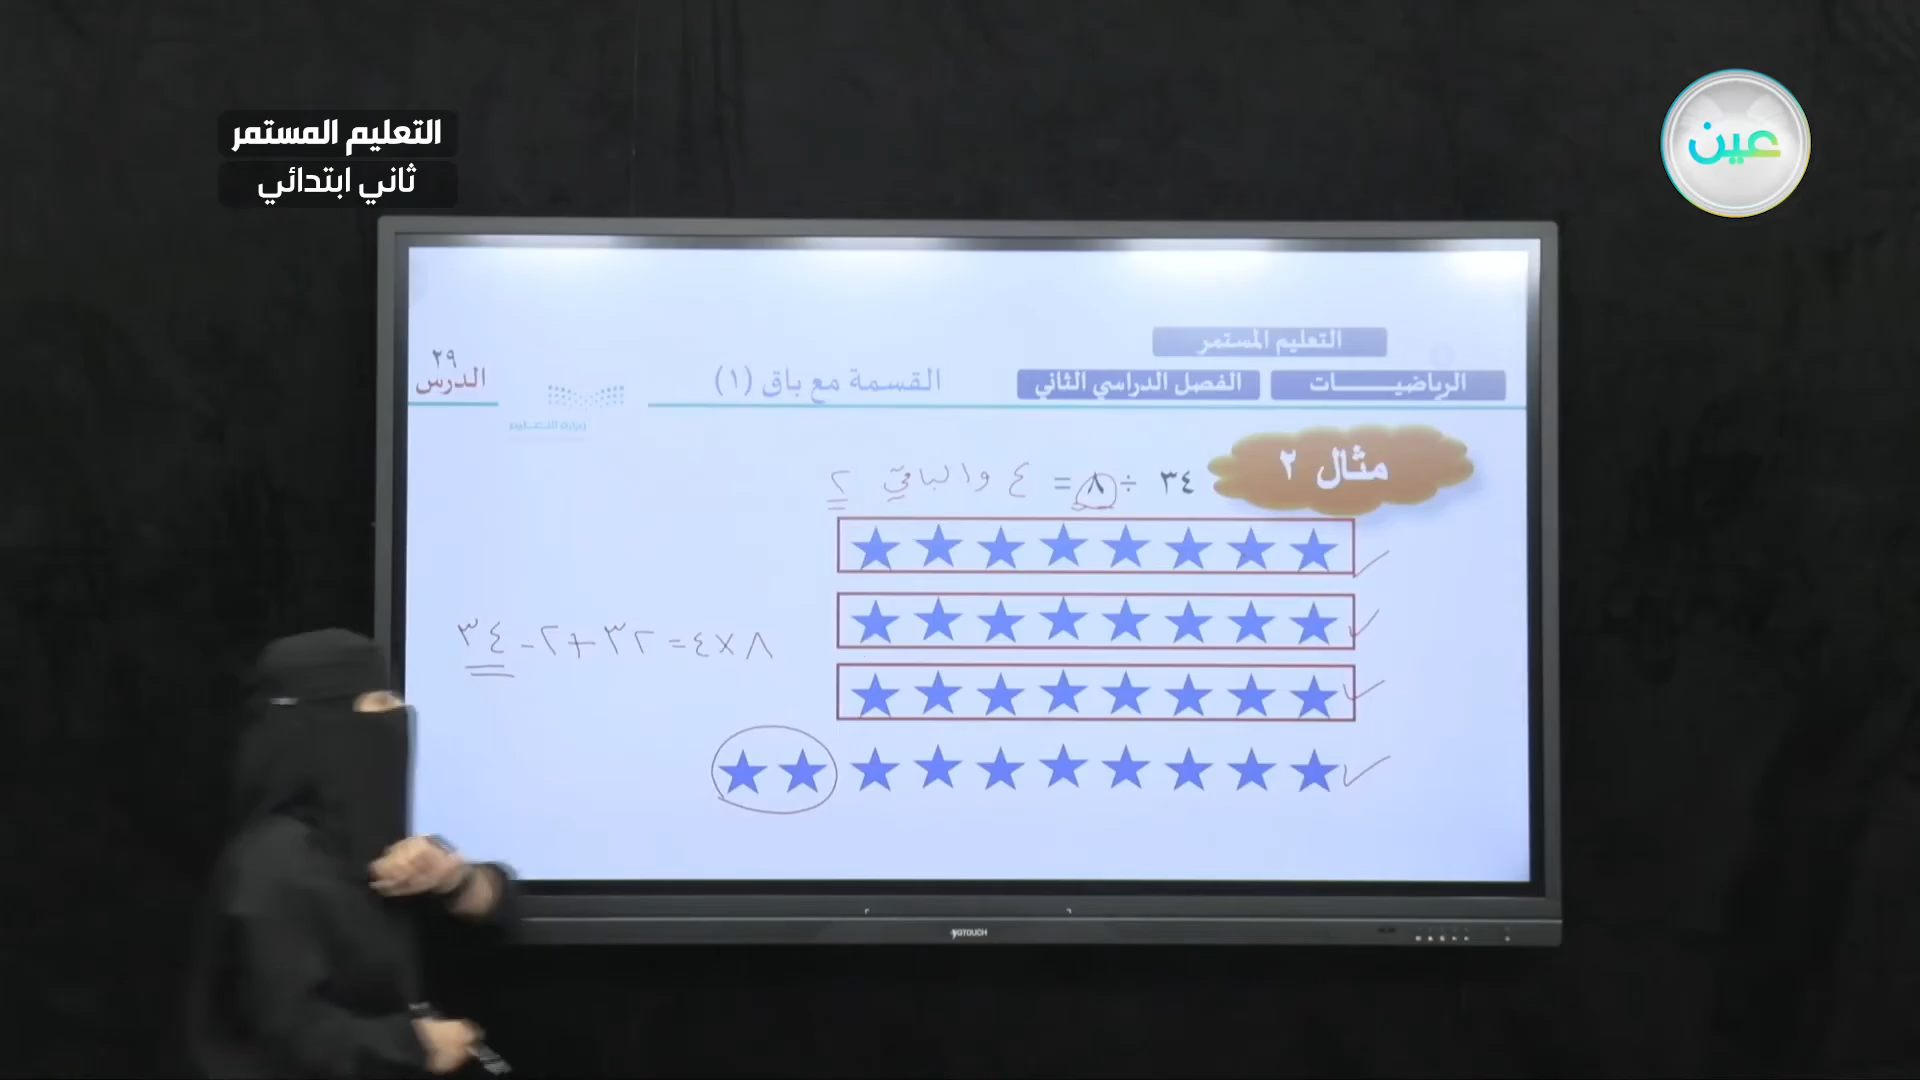 التعليم المستمر
ثاني ابتدائي
عين
التعليم المستمر
الرياضيات
الفصل الدراسي الثاني
القسمة مع باق (١)
٢٩
الدرس
وزارة التعليم
مثال ٢
٣٤ ÷ ٨ = ٤ والباقي ٢
٨ × ٤ = ٣٢ + ٢ = ٣٤